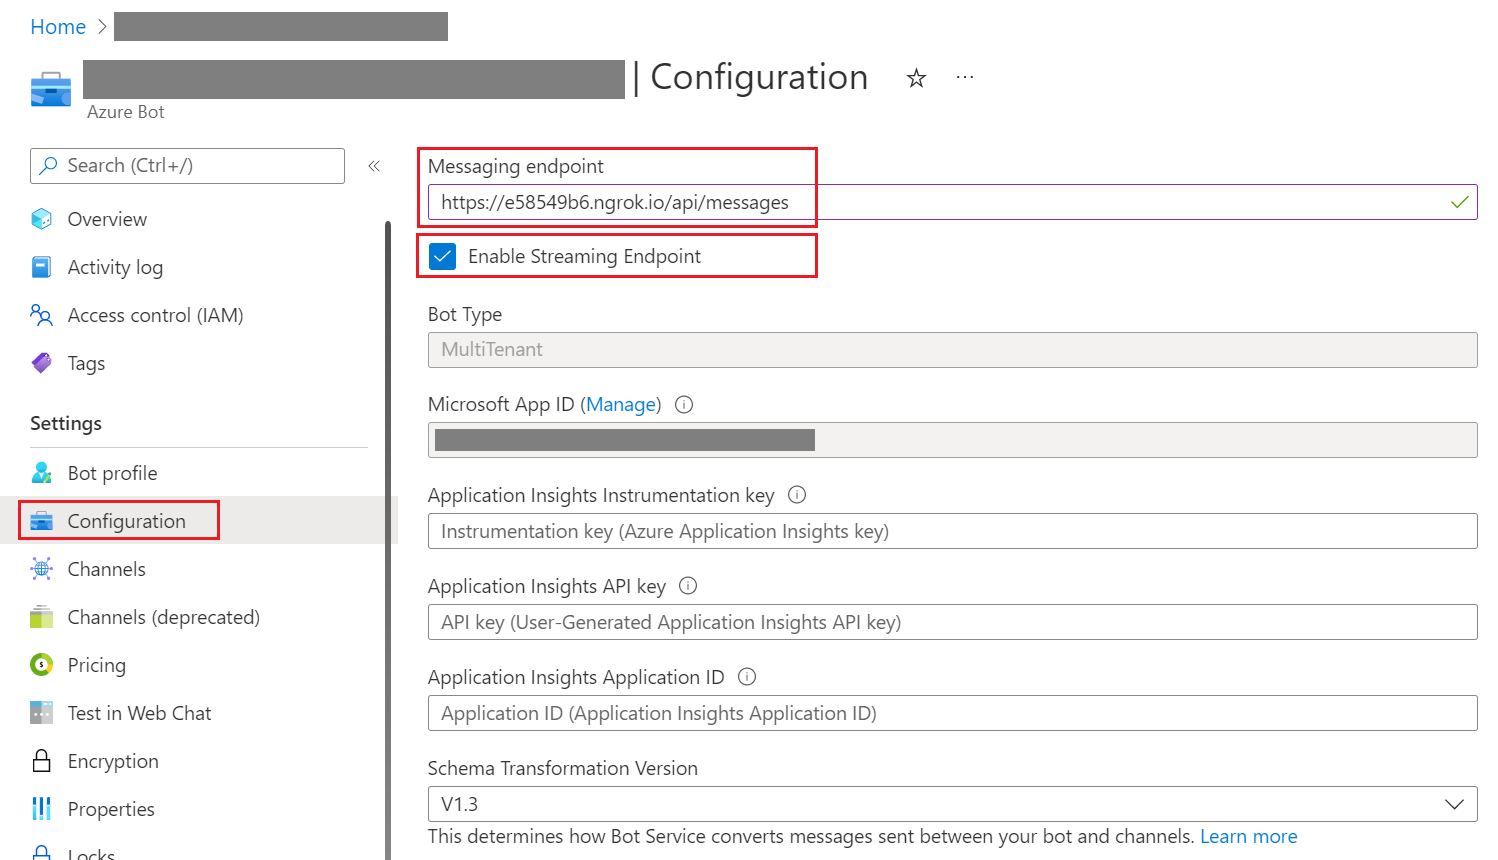 Home >
| Configuration
Azure Bot
Search (Ctrl+/)
Overview
Activity log
Access control (IAM)
Tags
Settings
Bot profile
Configuration
Channels
Channels (deprecated)
Pricing
Test in Web Chat
Encryption
Properties
Locks
Messaging endpoint
https://e58549b6.ngrok.io/api/messages
Enable Streaming Endpoint
Bot Type
MultiTenant
Microsoft App ID (Manage)
Application Insights Instrumentation key
Instrumentation key (Azure Application Insights key)
Application Insights API key
API key (User-Generated Application Insights API key)
Application Insights Application ID
Application ID (Application Insights Application ID)
Schema Transformation Version
V1.3
This determines how Bot Service converts messages sent between your bot and channels. Learn more